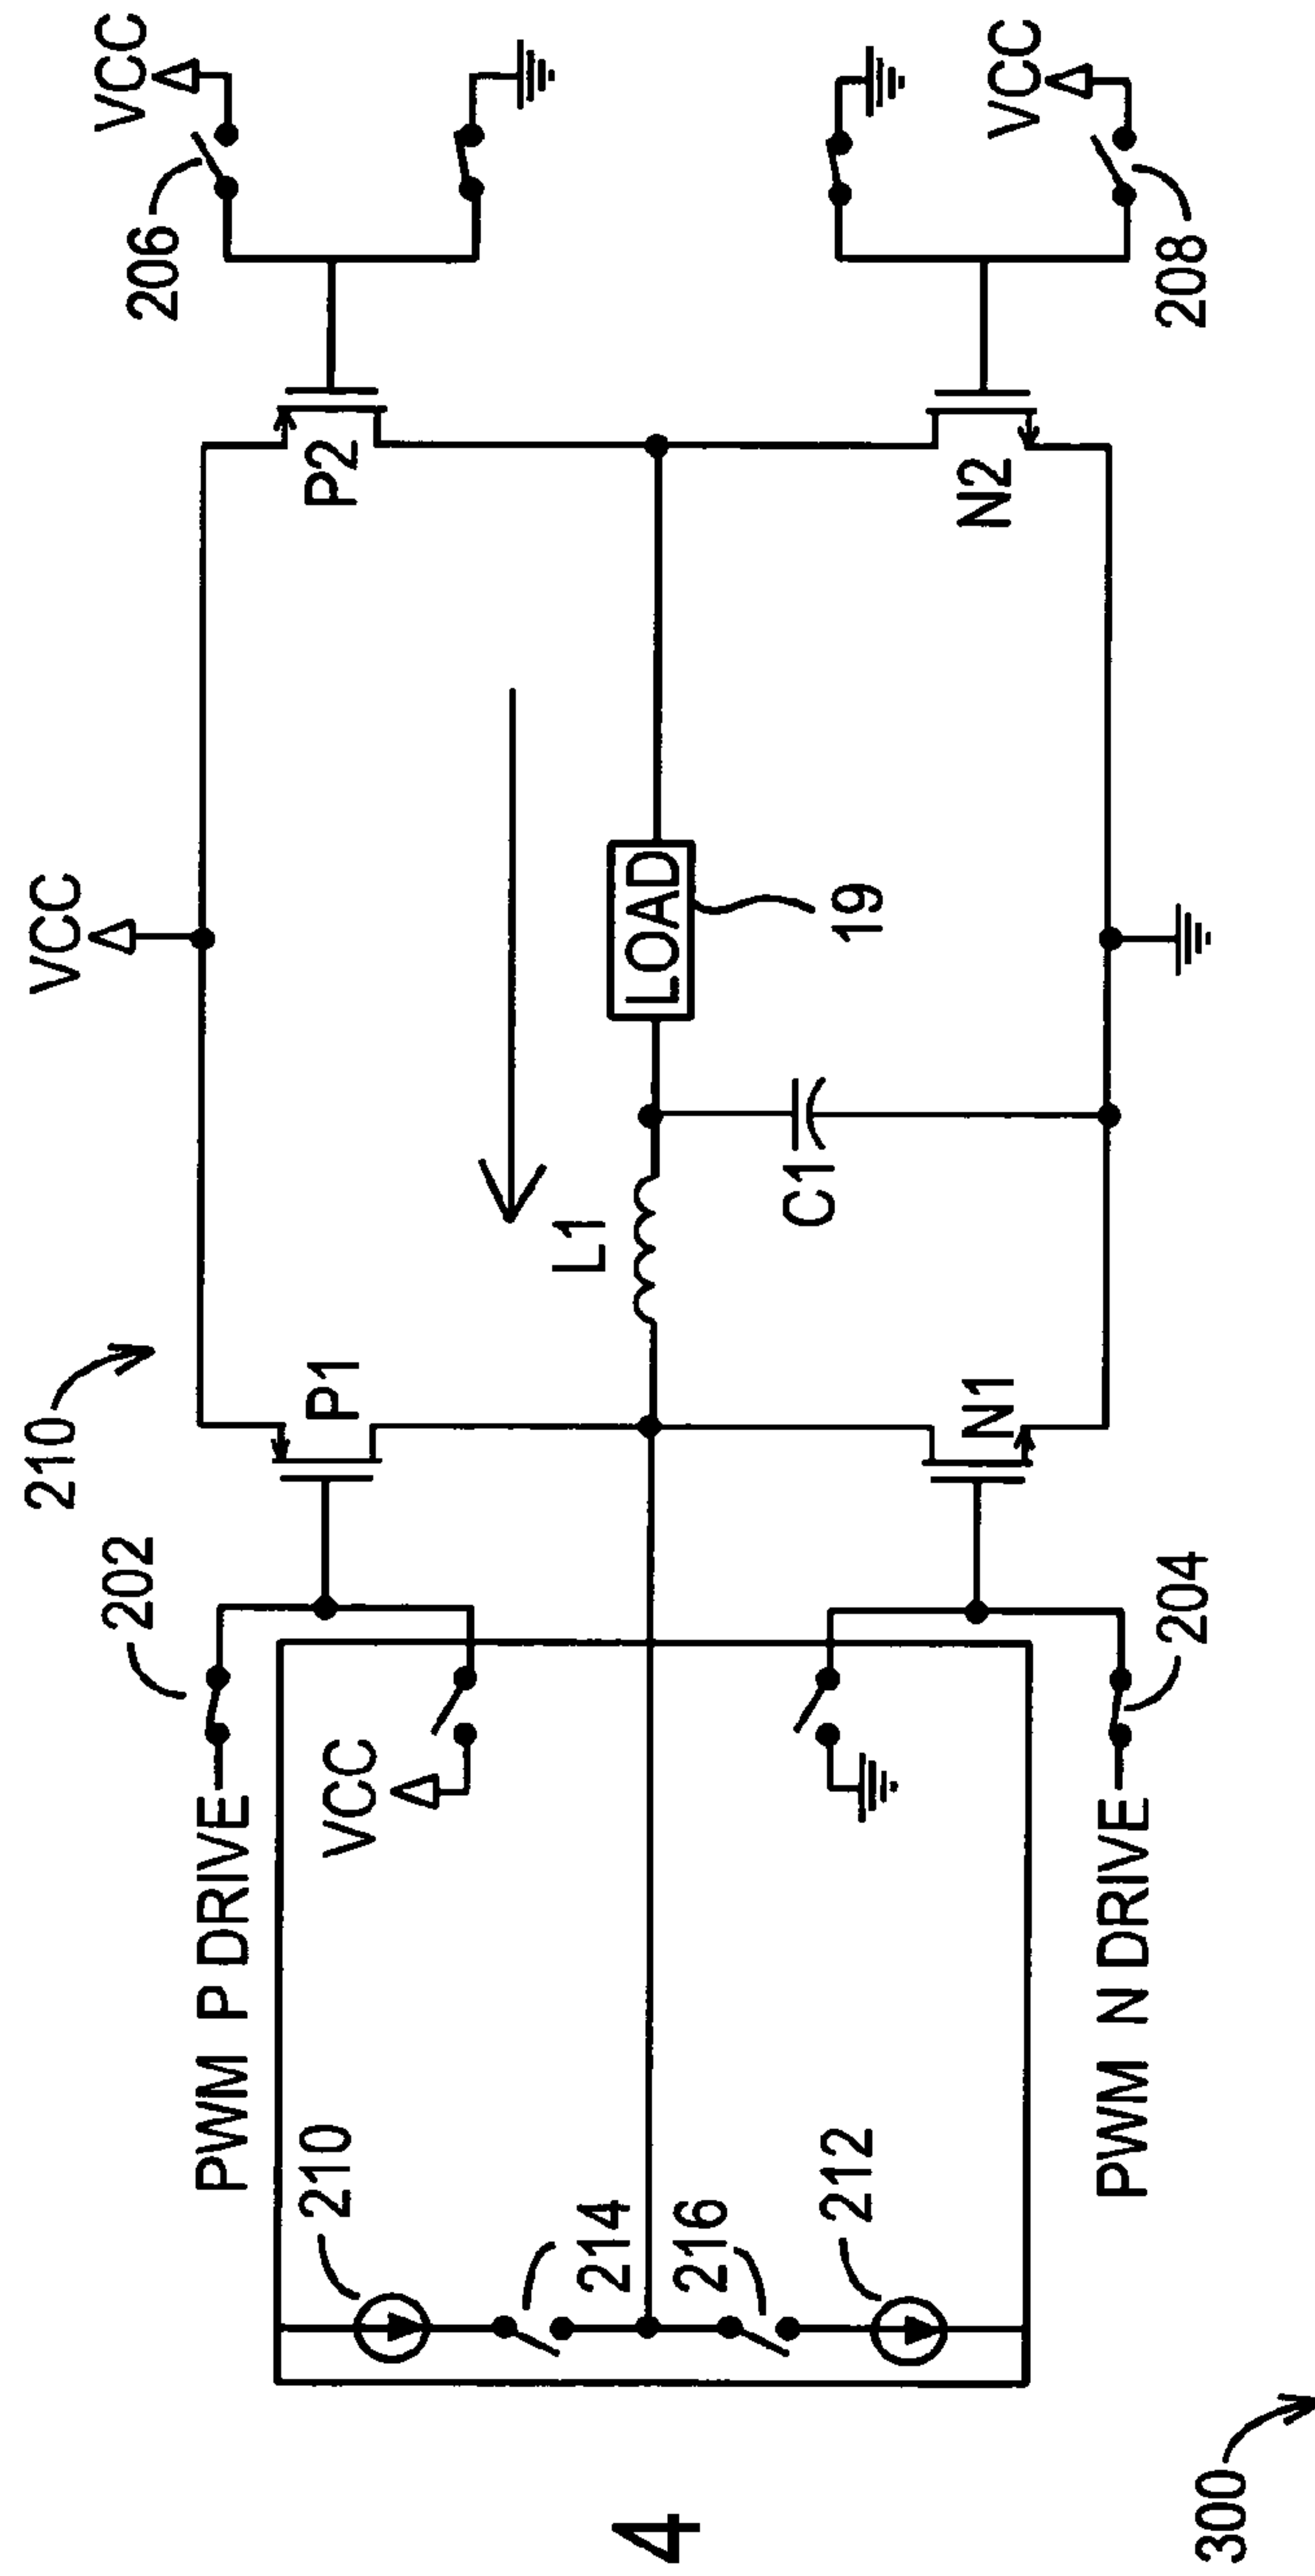 VCC
210
VCC
202
206
PWM P DRIVE
P1
P2
210
VCC
L1
214
LOAD
4
216
19
C1
212
N1
N2
VCC
PWM N DRIVE
204
208
300